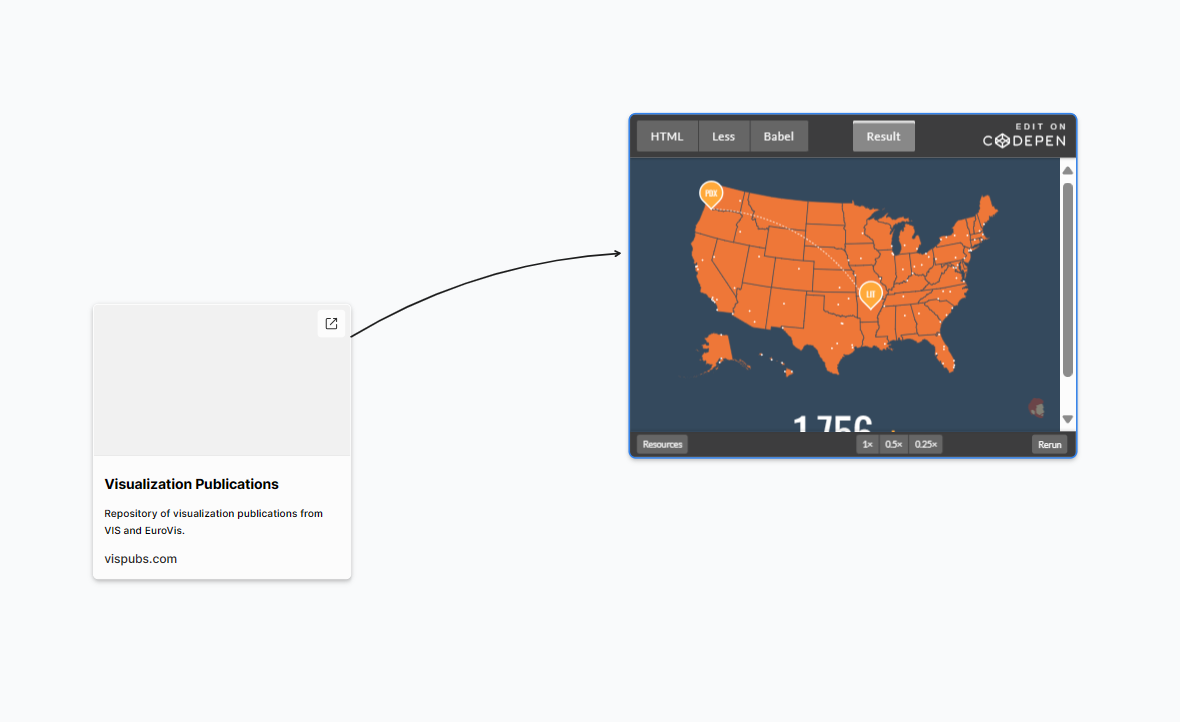 HTML
Less
Babel
Result
EDIT ON
CODEPEN
PDX
LIT
1,756
Resources
1×
0.5×
0.25×
Rerun
Visualization Publications
Repository of visualization publications from
VIS and EuroVis.
vispubs.com